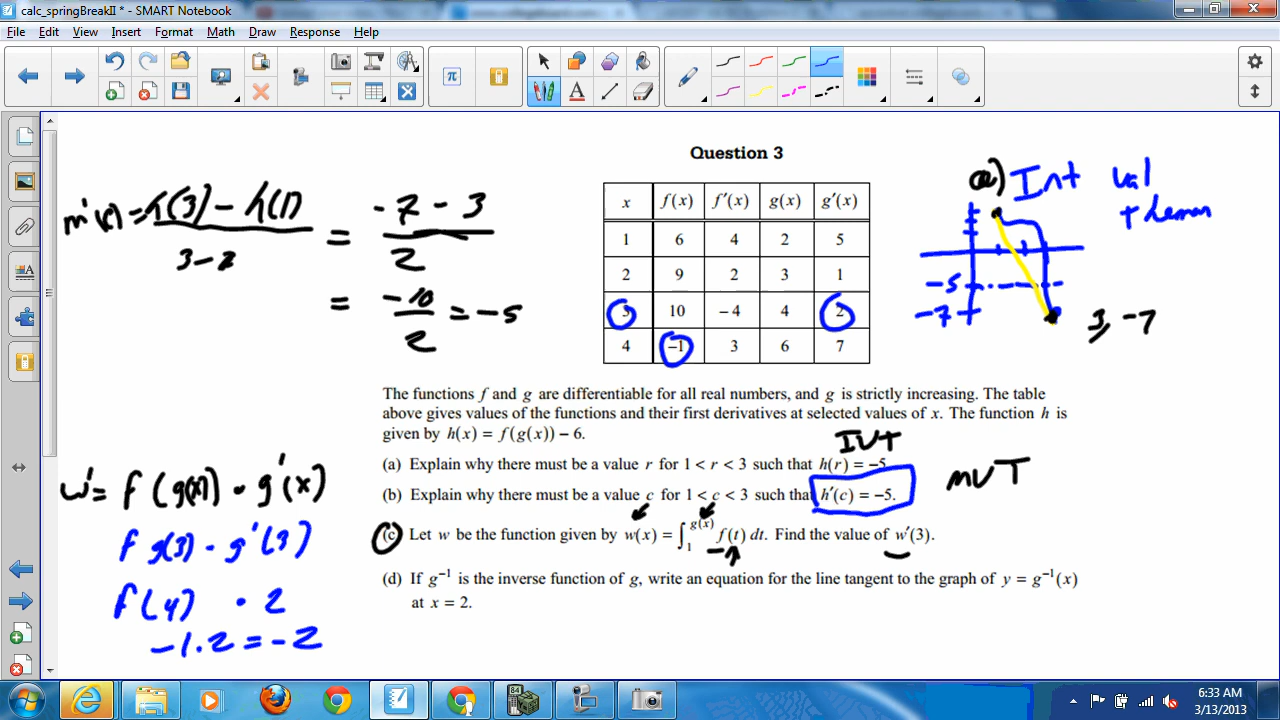 calc_springBreakII * - SMART Notebook
File Edit View Insert Format Math Draw Response Help
Question 3
x f(x) f′(x) g(x) g′(x)
1 6 4 2 5
2 9 2 3 1
3 10 −4 4 2
4 −1 3 6 7
The functions f and g are differentiable for all real numbers, and g is strictly increasing. The table
above gives values of the functions and their first derivatives at selected values of x. The function h is
given by h(x) = f(g(x)) − 6.
IVT
(a) Explain why there must be a value r for 1 < r < 3 such that h(r) = −5.
(b) Explain why there must be a value c for 1 < c < 3 such that h′(c) = −5.
MVT
(c) Let w be the function given by w(x) = ∫₁^g(x) f(t) dt. Find the value of w′(3).
(d) If g⁻¹ is the inverse function of g, write an equation for the line tangent to the graph of y = g⁻¹(x)
at x = 2.
= -7 - 3 / 2
= -10 / 2 = -5
w' = f(g(x)) · g'(x)
f g(3) · g'(3)
f(4) · 2
-1·2 = -2
a) Int val
-5
-7
3, -7
6:33 AM
3/13/2013